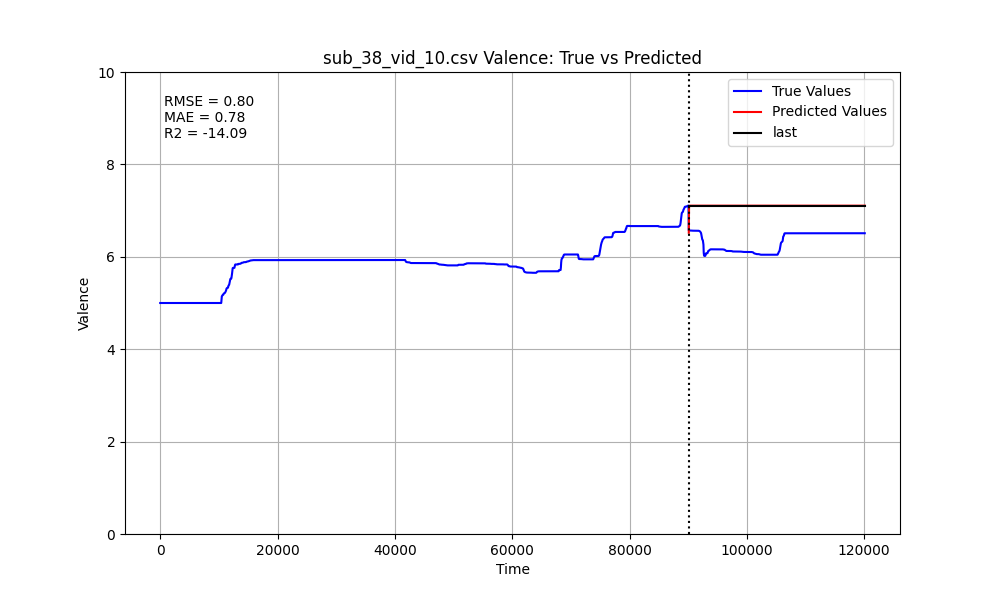 sub_38_vid_10.csv Valence: True vs Predicted
RMSE = 0.80
MAE = 0.78
R2 = -14.09
True Values
Predicted Values
last
Valence
10
8
6
4
2
0
0
20000
40000
60000
80000
100000
120000
Time